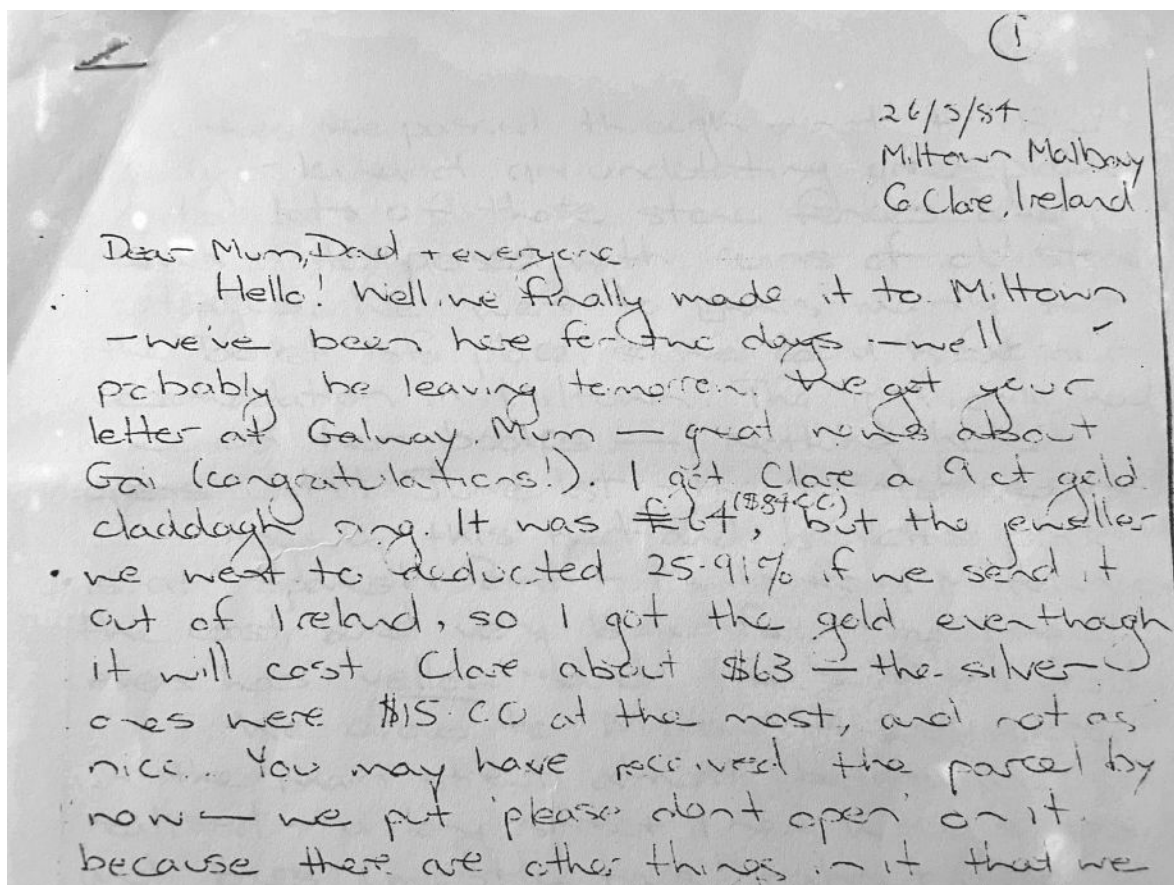 1
26/5/84
Miltown Malbay
Co Clare, Ireland
Dear Mum, Dad + everyone
Hello! Well we finally made it to Miltown
- we've been here for two days - we'll
probably be leaving tomorrow. We got your
letter at Galway Mum — great news about
Gai (congratulations!). I got Clare a 9ct gold
claddagh ring. It was £64 ($84.00), but the jeweller
we went to deducted 25.91% if we send it
out of Ireland, so I got the gold eventhough
it will cost Clare about $63 — the silver
ones were $15.00 at the most, and not as
nice. You may have received the parcel by
now — we put 'please don't open' on it
because there are other things in it that we